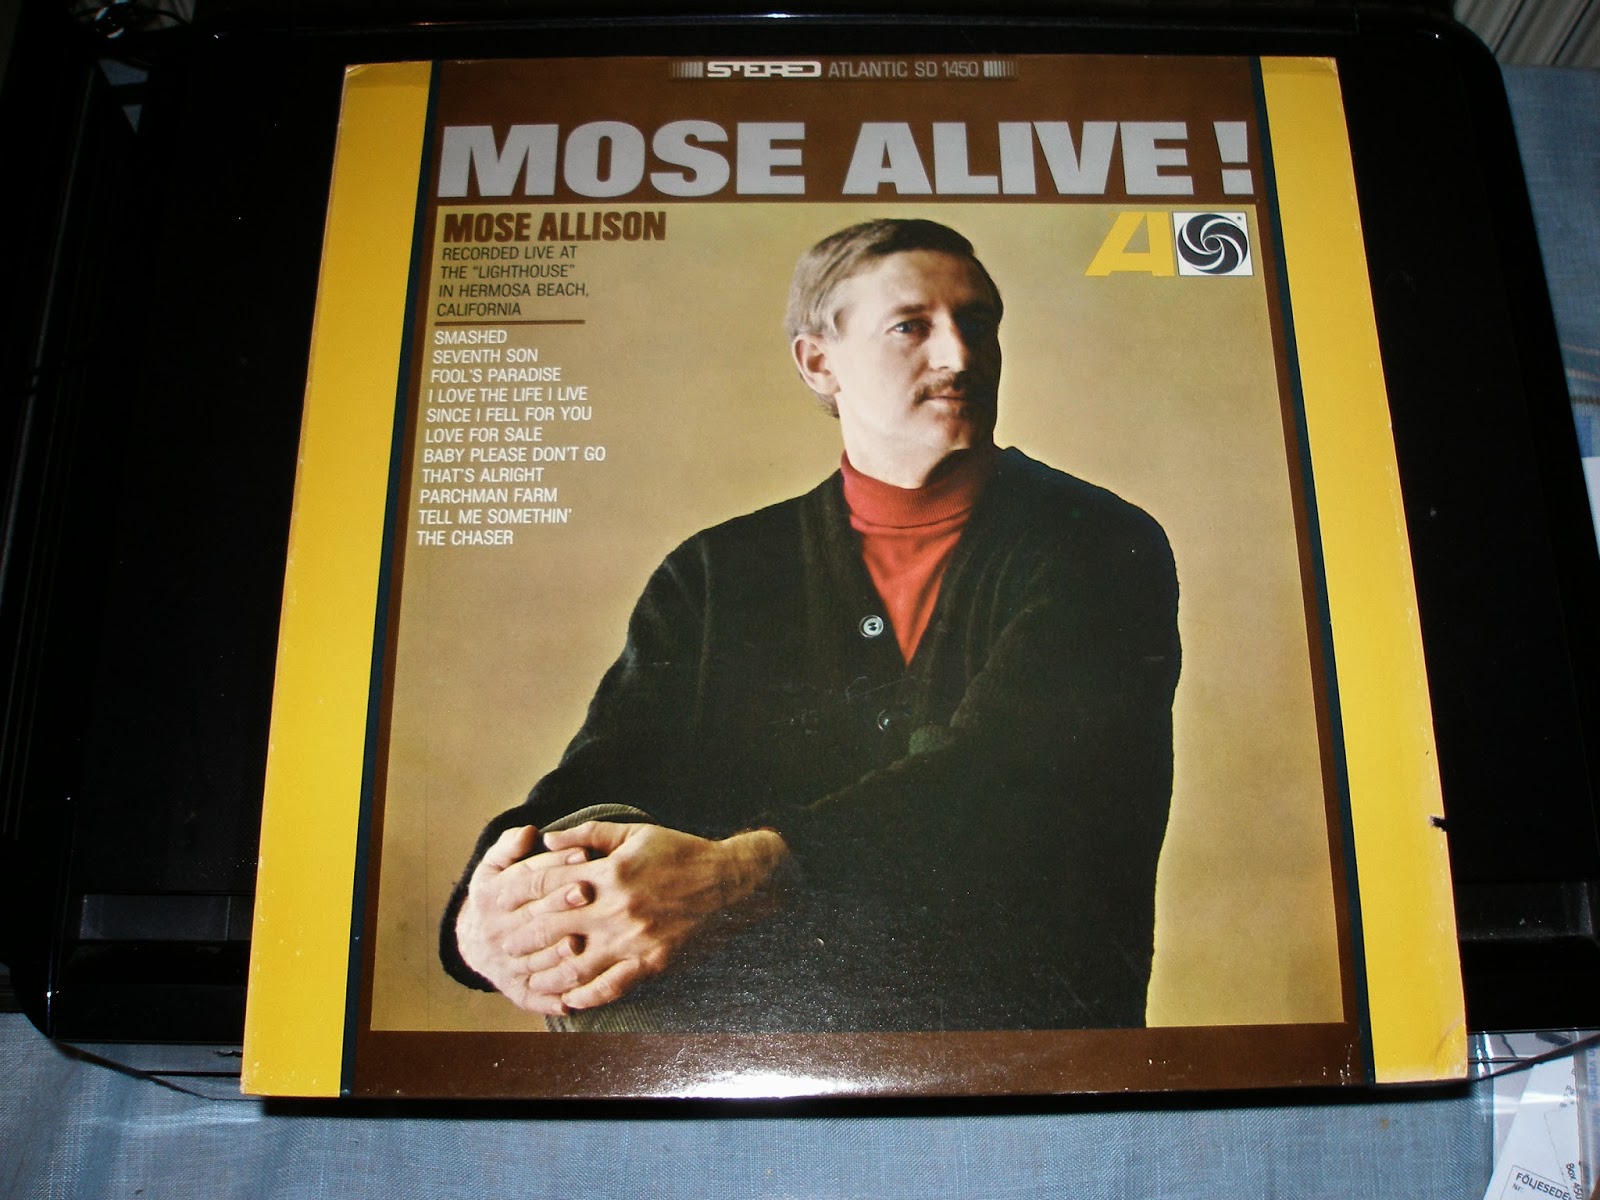 STEREO ATLANTIC SD 1450
MOSE ALIVE!
MOSE ALLISON
RECORDED LIVE AT
THE "LIGHTHOUSE"
IN HERMOSA BEACH,
CALIFORNIA
SMASHED
SEVENTH SON
FOOL'S PARADISE
I LOVE THE LIFE I LIVE
SINCE I FELL FOR YOU
LOVE FOR SALE
BABY PLEASE DON'T GO
THAT'S ALRIGHT
PARCHMAN FARM
TELL ME SOMETHIN'
THE CHASER
A
FÖLJESEDE